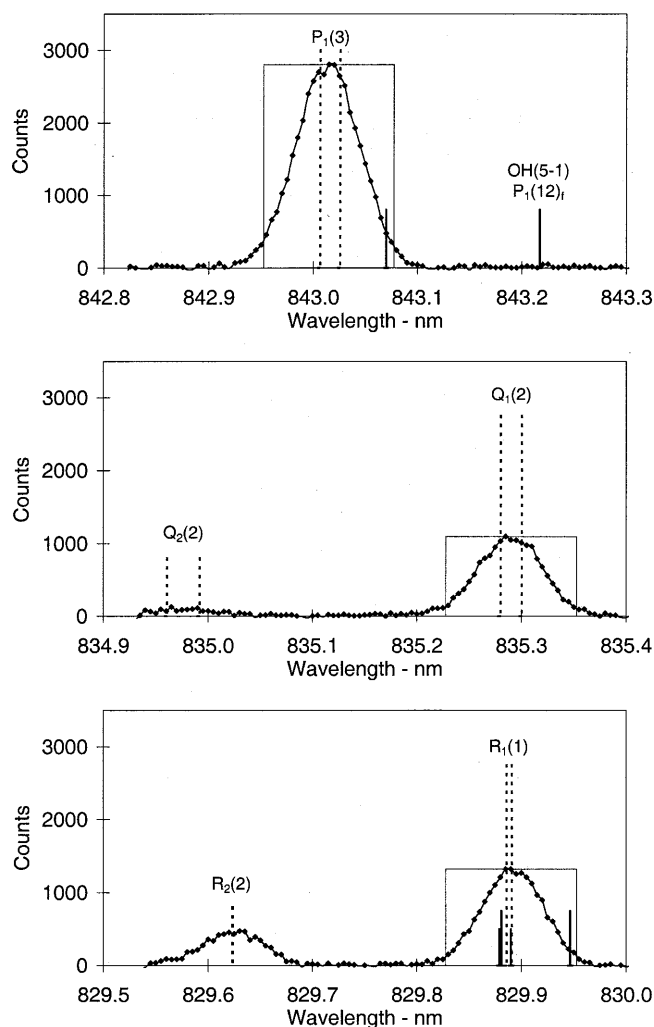 P₁(3)
3000
2000
1000
0
Counts
OH(5-1)
P₁(12)f
842.8 842.9 843.0 843.1 843.2 843.3
Wavelength - nm
3000
2000
1000
0
Counts
Q₁(2)
Q₂(2)
834.9 835.0 835.1 835.2 835.3 835.4
Wavelength - nm
3000
2000
1000
0
Counts
R₁(1)
R₂(2)
829.5 829.6 829.7 829.8 829.9 830.0
Wavelength - nm